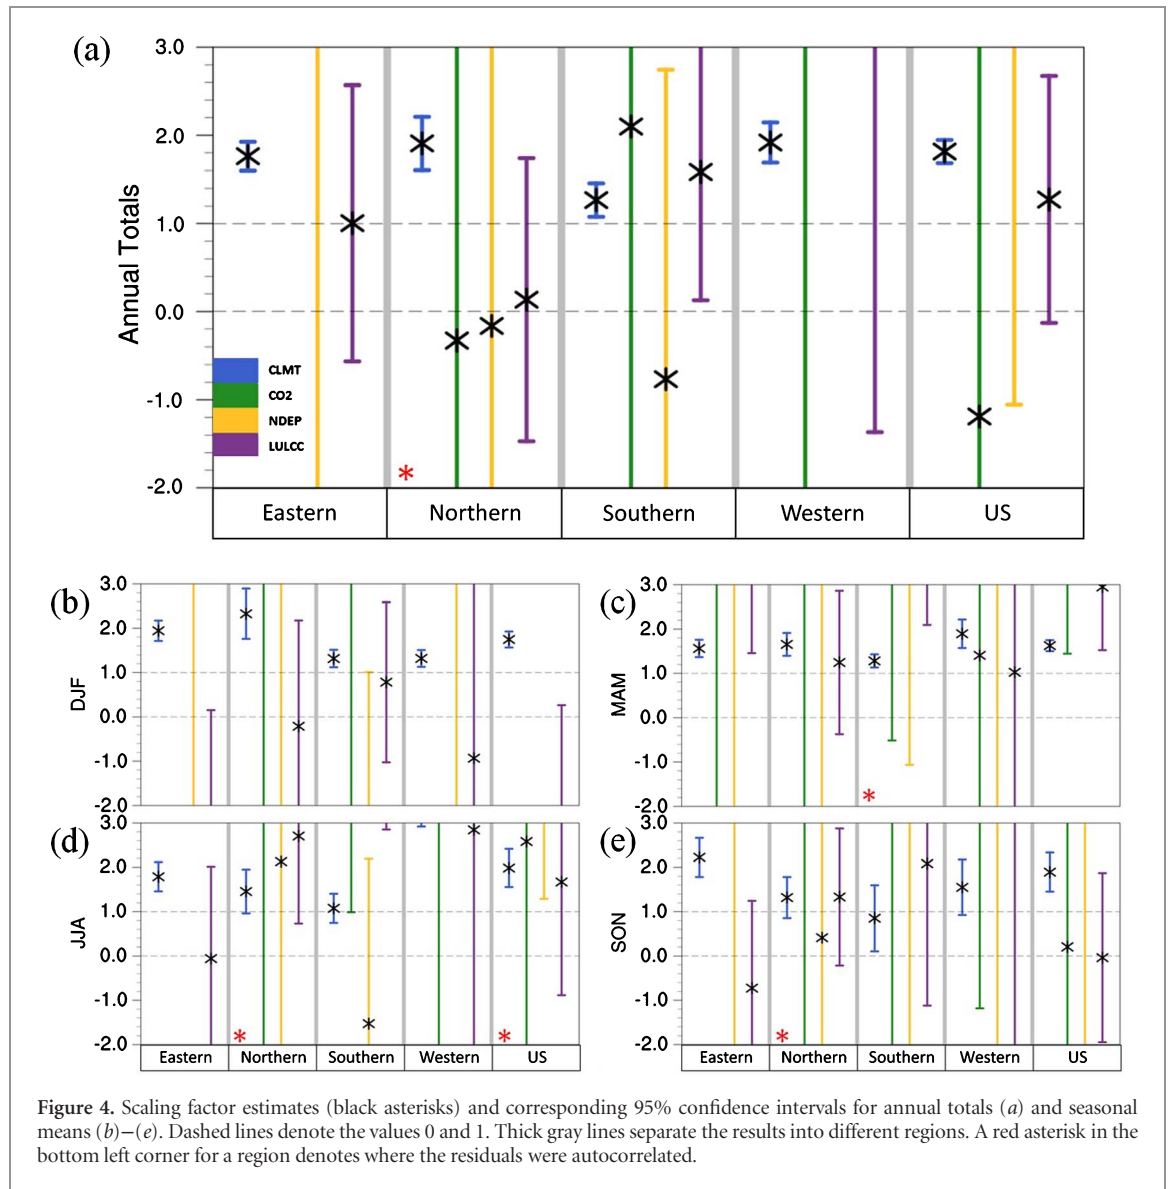 (a)
Annual Totals
3.0
2.0
1.0
0.0
-1.0
-2.0
CLMT
CO2
NDEP
LULCC
*
Eastern Northern Southern Western US
(b)
DJF
3.0
2.0
1.0
0.0
-1.0
-2.0
(c)
MAM
3.0
2.0
1.0
0.0
-1.0
-2.0
*
(d)
JJA
3.0
2.0
1.0
0.0
-1.0
-2.0
* *
Eastern Northern Southern Western US
(e)
SON
3.0
2.0
1.0
0.0
-1.0
-2.0
*
Eastern Northern Southern Western US
Figure 4. Scaling factor estimates (black asterisks) and corresponding 95% confidence intervals for annual totals (a) and seasonal
means (b)−(e). Dashed lines denote the values 0 and 1. Thick gray lines separate the results into different regions. A red asterisk in the
bottom left corner for a region denotes where the residuals were autocorrelated.